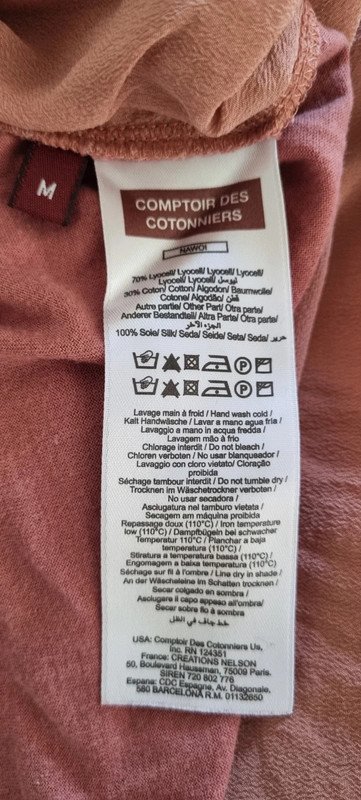 M
COMPTOIR DES
COTONNIERS
NAWOI
70% Lyocell/ Lyocell/ Lyocell/ Lyocell/
Lyocell/ Lyocell/ ليوسل
30% Coton/ Cotton/ Algodon/ Baumwolle/
Cotone/ Algodão/ قطن
Autre partie/ Other Part/ Otra parte/
Anderer Bestandteil/ Altra Parte/ Otra parte/
الجزء الآخر
100% Soie/ Silk/ Seda/ Seide/ Seta/ Seda/ حرير
P
P
Lavage main à froid / Hand wash cold /
Kalt Handwäsche / Lavar a mano agua fria /
Lavaggio a mano in acqua fredda /
Lavagem mão à frio
Chlorage interdit / Do not bleach /
Chloren verboten / No usar blanqueador /
Lavaggio con cloro vietato/ Cloração
proibida
Séchage tambour interdit / Do not tumble dry /
Trocknen im Wäschetrockner verboten /
No usar secadora /
Asciugatura nel tamburo vietata /
Secagem am máquina proibida
Repassage doux (110°C) / Iron temperature
low (110°C) / Dampfbügeln bei schwacher
Temperatur 110°C / Planchar a baja
temperatura (110°C) /
Stiratura a temperatura bassa (110°C) /
Engomagem a baixa temperatura (110°C)
Séchage sur fil à l'ombre / Line dry in shade /
An der Wäscheleine im Schatten trocknen /
Secar colgado en sombra /
Asciugare il capo appeso all'ombra/
Secar sobre fio à sombra
خط جاف في الظل
USA: Comptoir Des Cotonniers Us,
Inc. RN 124351
France: CREATIONS NELSON
50, Boulevard Haussman, 75009 Paris.
SIREN 720 802 776
Espana: CDC Espagne, Av. Diagonale,
580 BARCELONA R.M. 01132650